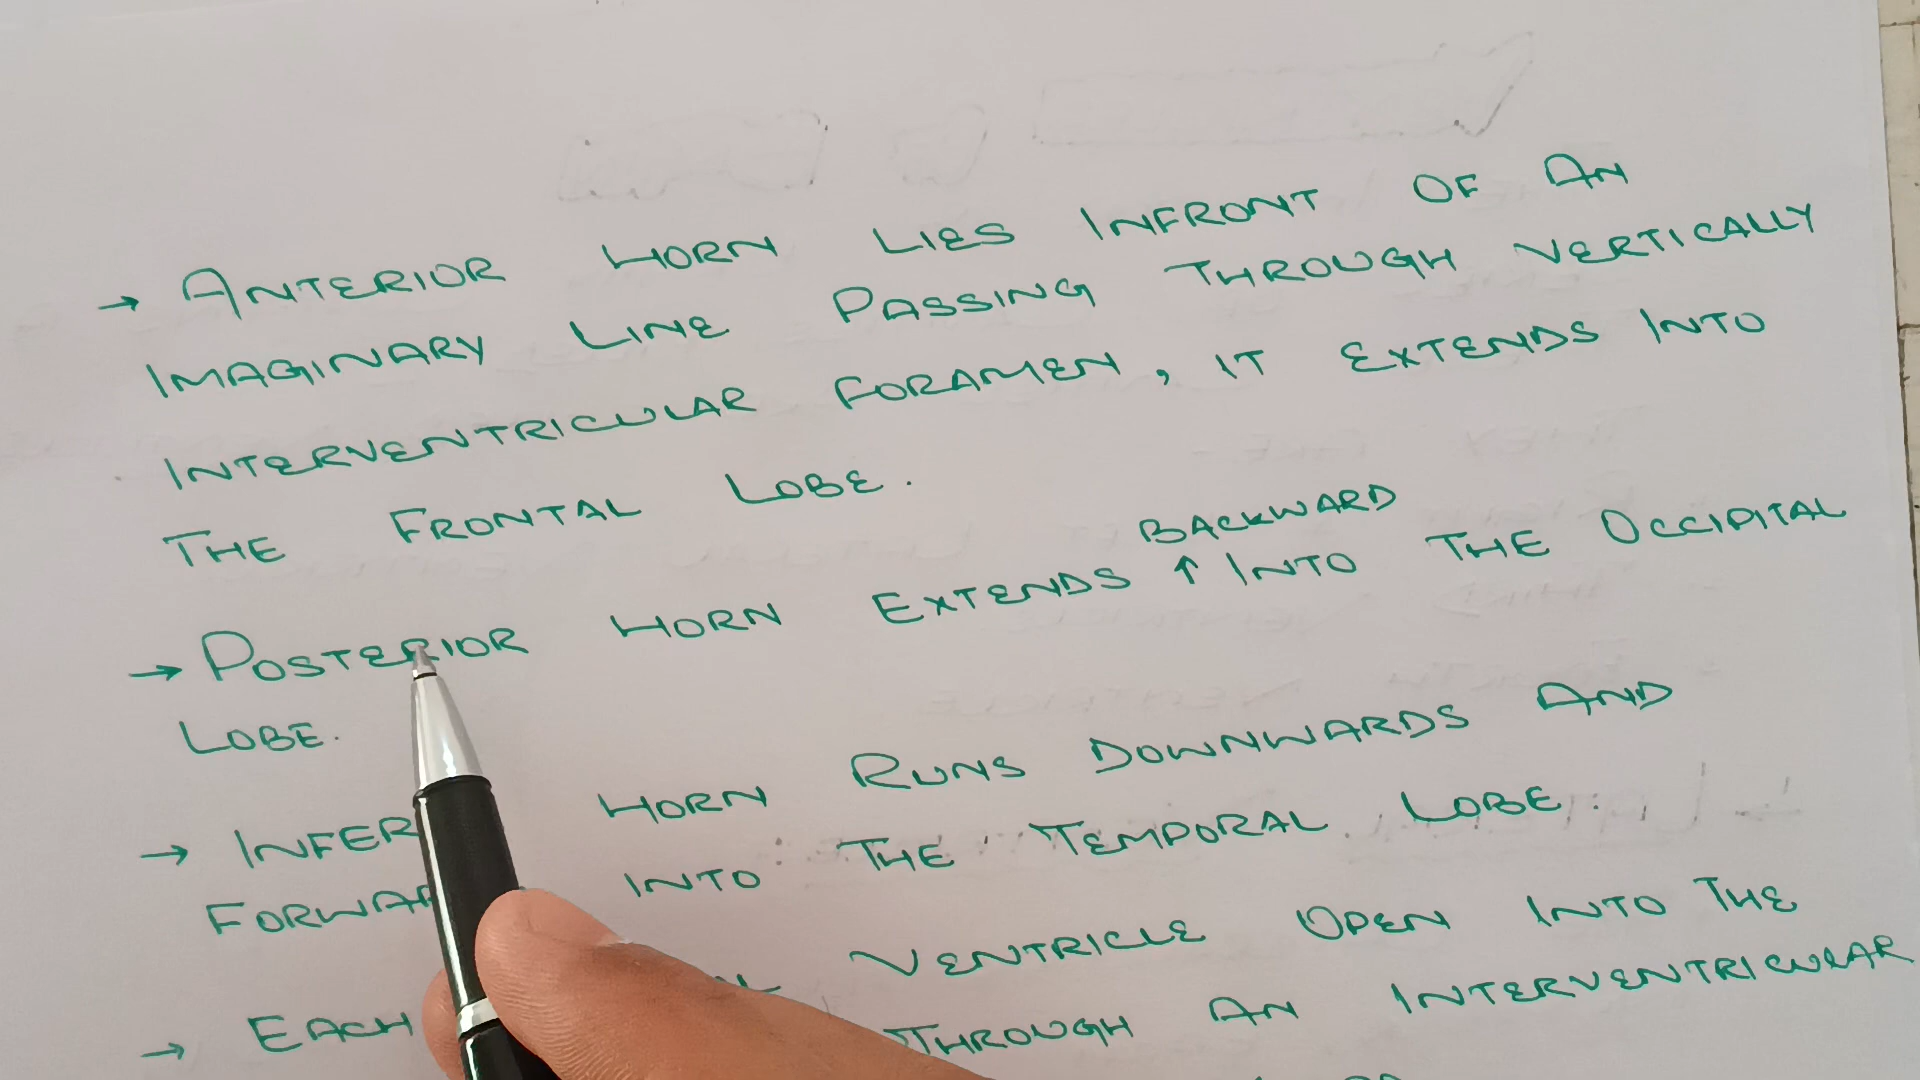 → ANTERIOR HORN LIES INFRONT OF AN
IMAGINARY LINE PASSING THROUGH VERTICALLY
INTERVENTRICULAR FORAMEN, IT EXTENDS INTO
THE FRONTAL LOBE.
BACKWARD
→ POSTERIOR HORN EXTENDS ↑ INTO THE OCCIPITAL
LOBE.
→ INFER HORN RUNS DOWNWARDS AND
FORWAR INTO THE TEMPORAL LOBE.
→ EACH VENTRICLE OPEN INTO THE
THROUGH AN INTERVENTRICULAR